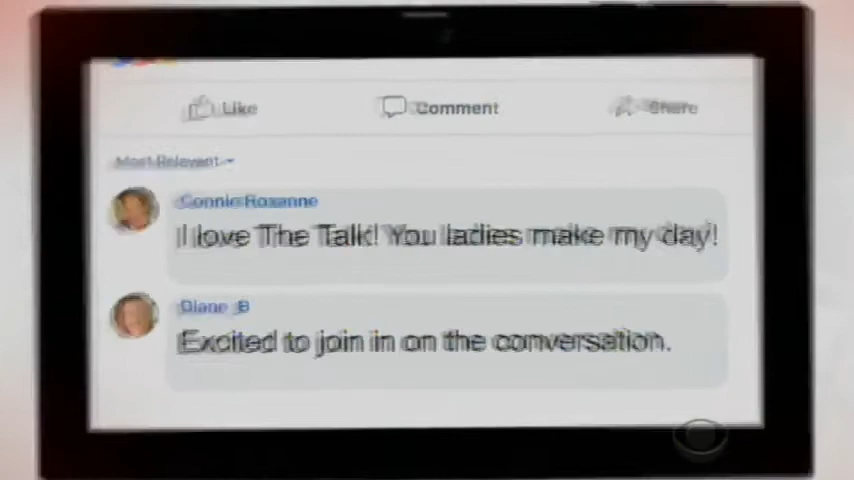 Like
Comment
Share
Most Relevant
Connie Roxanne
I love The Talk! You ladies make my day!
Diane B
Excited to join in on the conversation.